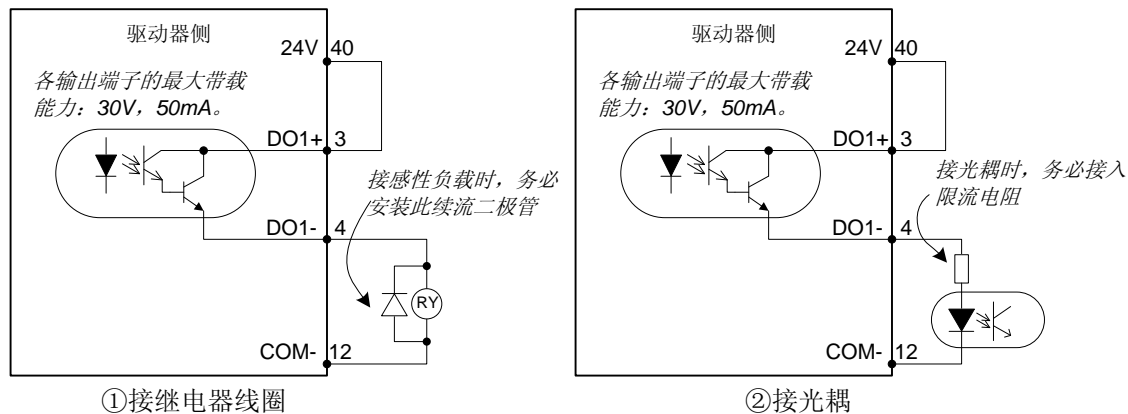 驱动器侧
24V 40
各输出端子的最大带载
能力：30V，50mA。
DO1+ 3
接感性负载时，务必
安装此续流二极管
DO1- 4
RY
COM- 12
①接继电器线圈
驱动器侧
24V 40
各输出端子的最大带载
能力：30V，50mA。
DO1+ 3
接光耦时，务必接入
限流电阻
DO1- 4
COM- 12
②接光耦